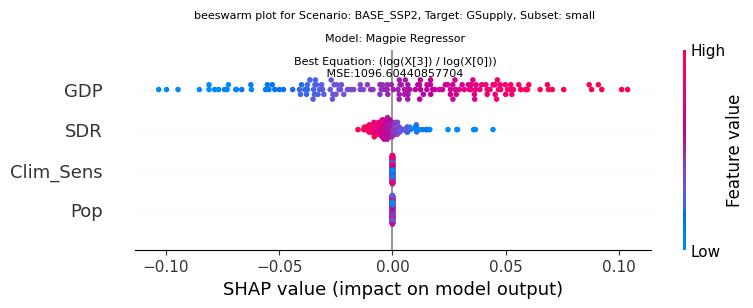 beeswarm plot for Scenario: BASE_SSP2, Target: GSupply, Subset: small
Model: Magpie Regressor
Best Equation: (log(X[3]) / log(X[0]))
MSE:1096.60440857704
High
GDP
SDR
Clim_Sens
Pop
Feature value
Low
−0.10 −0.05 0.00 0.05 0.10
SHAP value (impact on model output)